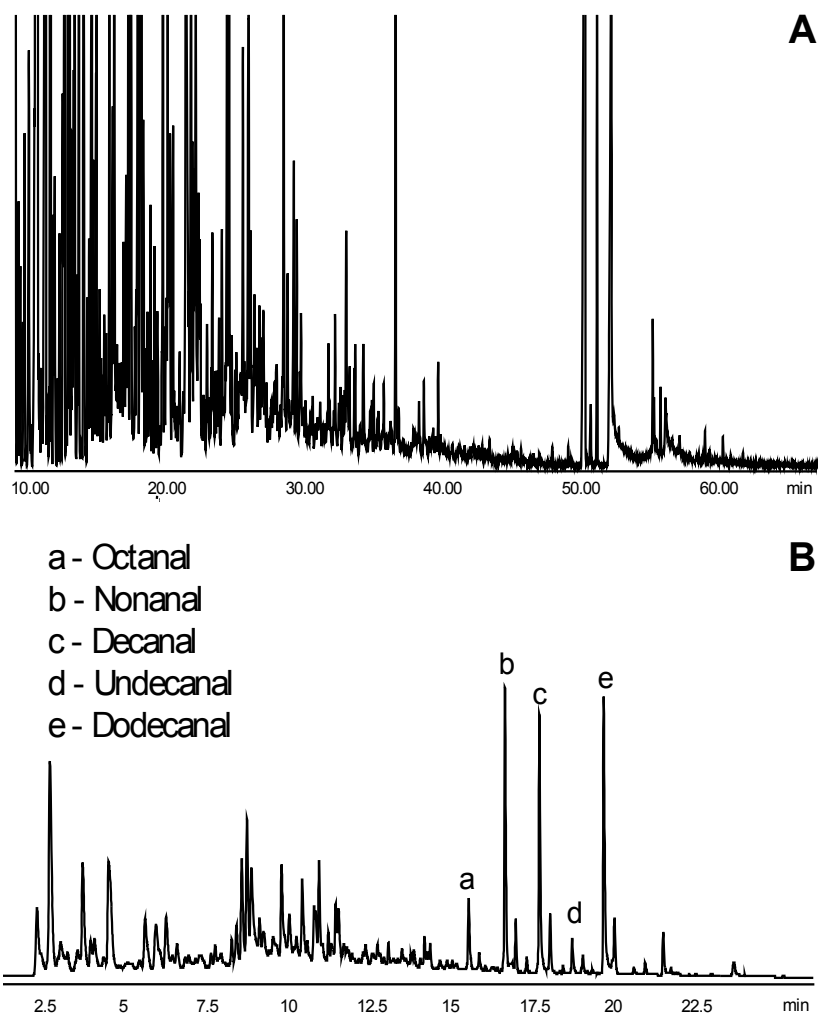 A
10.00 20.00 30.00 40.00 50.00 60.00 min
a - Octanal
B
b - Nonanal
c - Decanal
d - Undecanal
e - Dodecanal
b
e
c
a
d
2.5 5 7.5 10 12.5 15 17.5 20 22.5 min